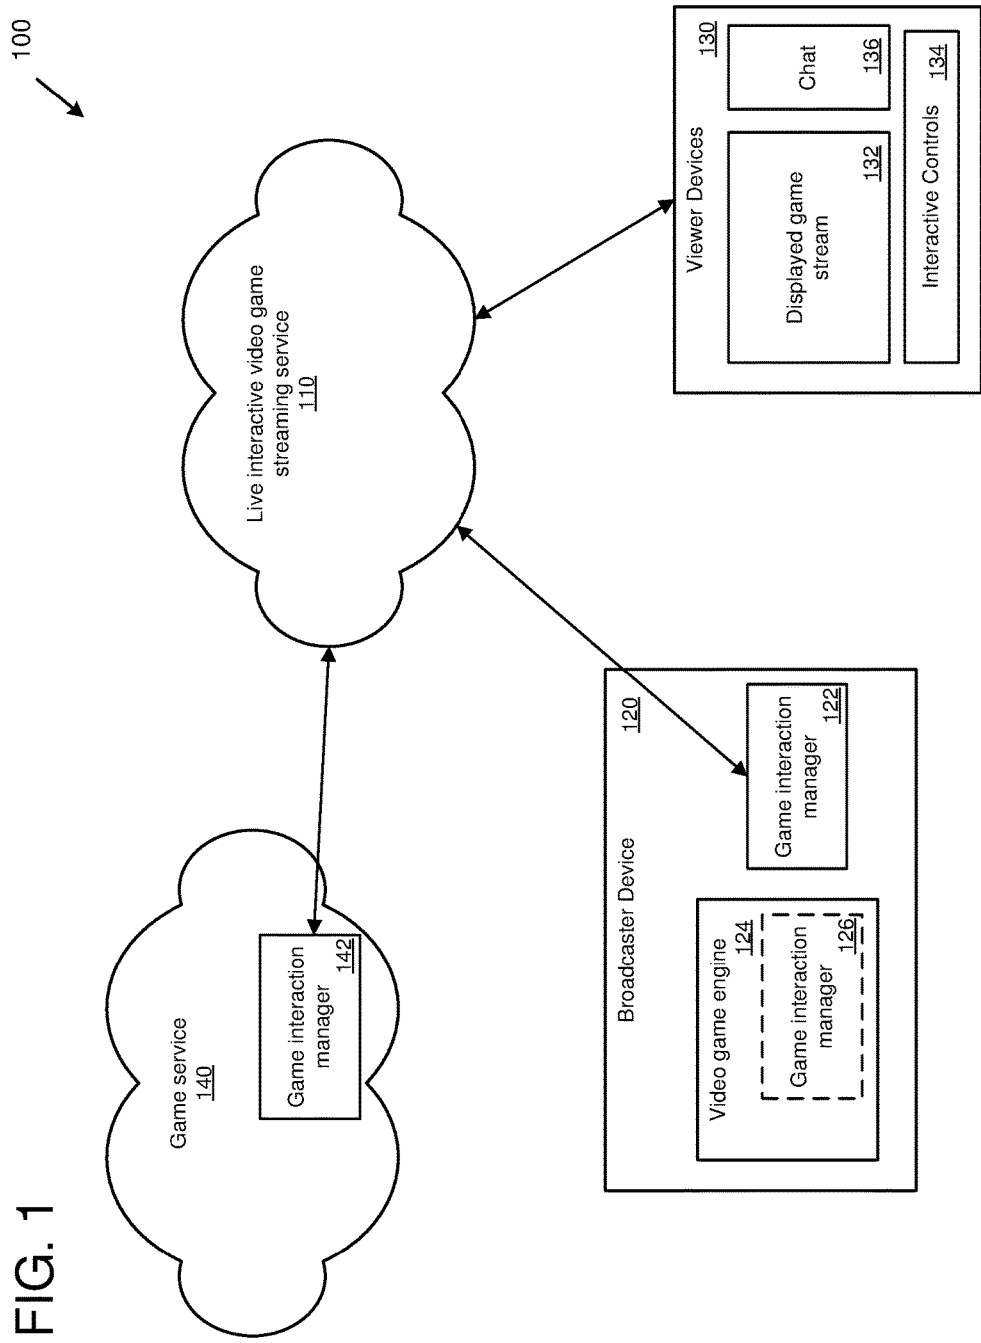 FIG. 1
100
Game service
140
Game interaction
manager
142
Live interactive video game
streaming service
110
Broadcaster Device
120
Video game engine
124
Game interaction
manager
126
Game interaction
manager
122
Viewer Devices
130
Displayed game
stream
132
Chat
136
Interactive Controls
134